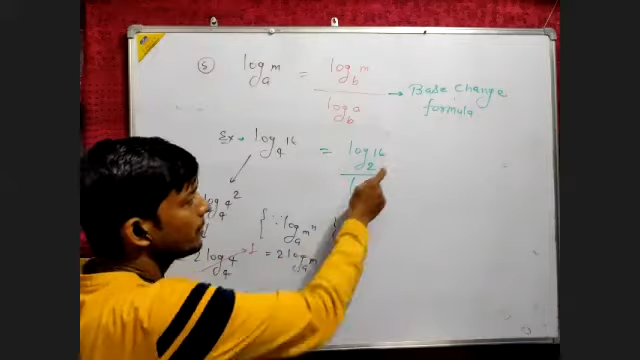 (5) log_a m = log_b m / log_b a → Base change formula
Ex → log_4 16 = log_2 16
log_4 4^2
{ ∵ log_a m^n
2 log_4 4 → 1 = 2 log_a m